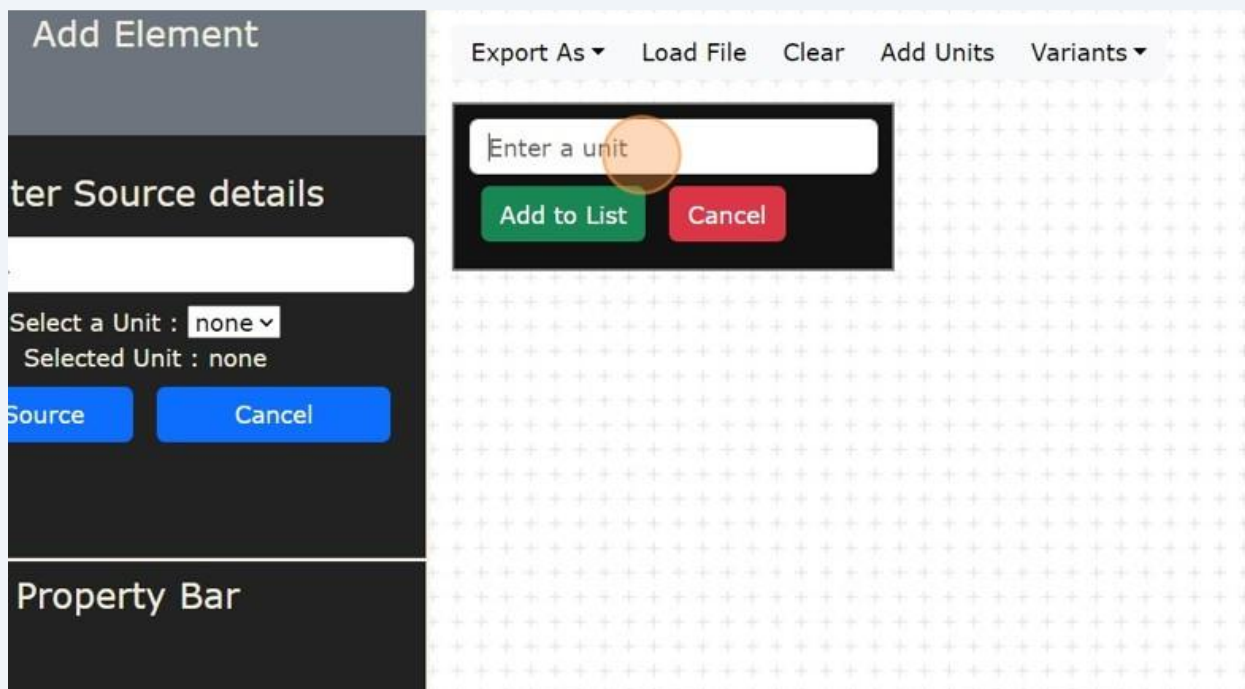 Add Element
Export As Load File Clear Add Units Variants
Enter a unit
Add to List Cancel
ter Source details
Select a Unit : none
Selected Unit : none
Source Cancel
Property Bar